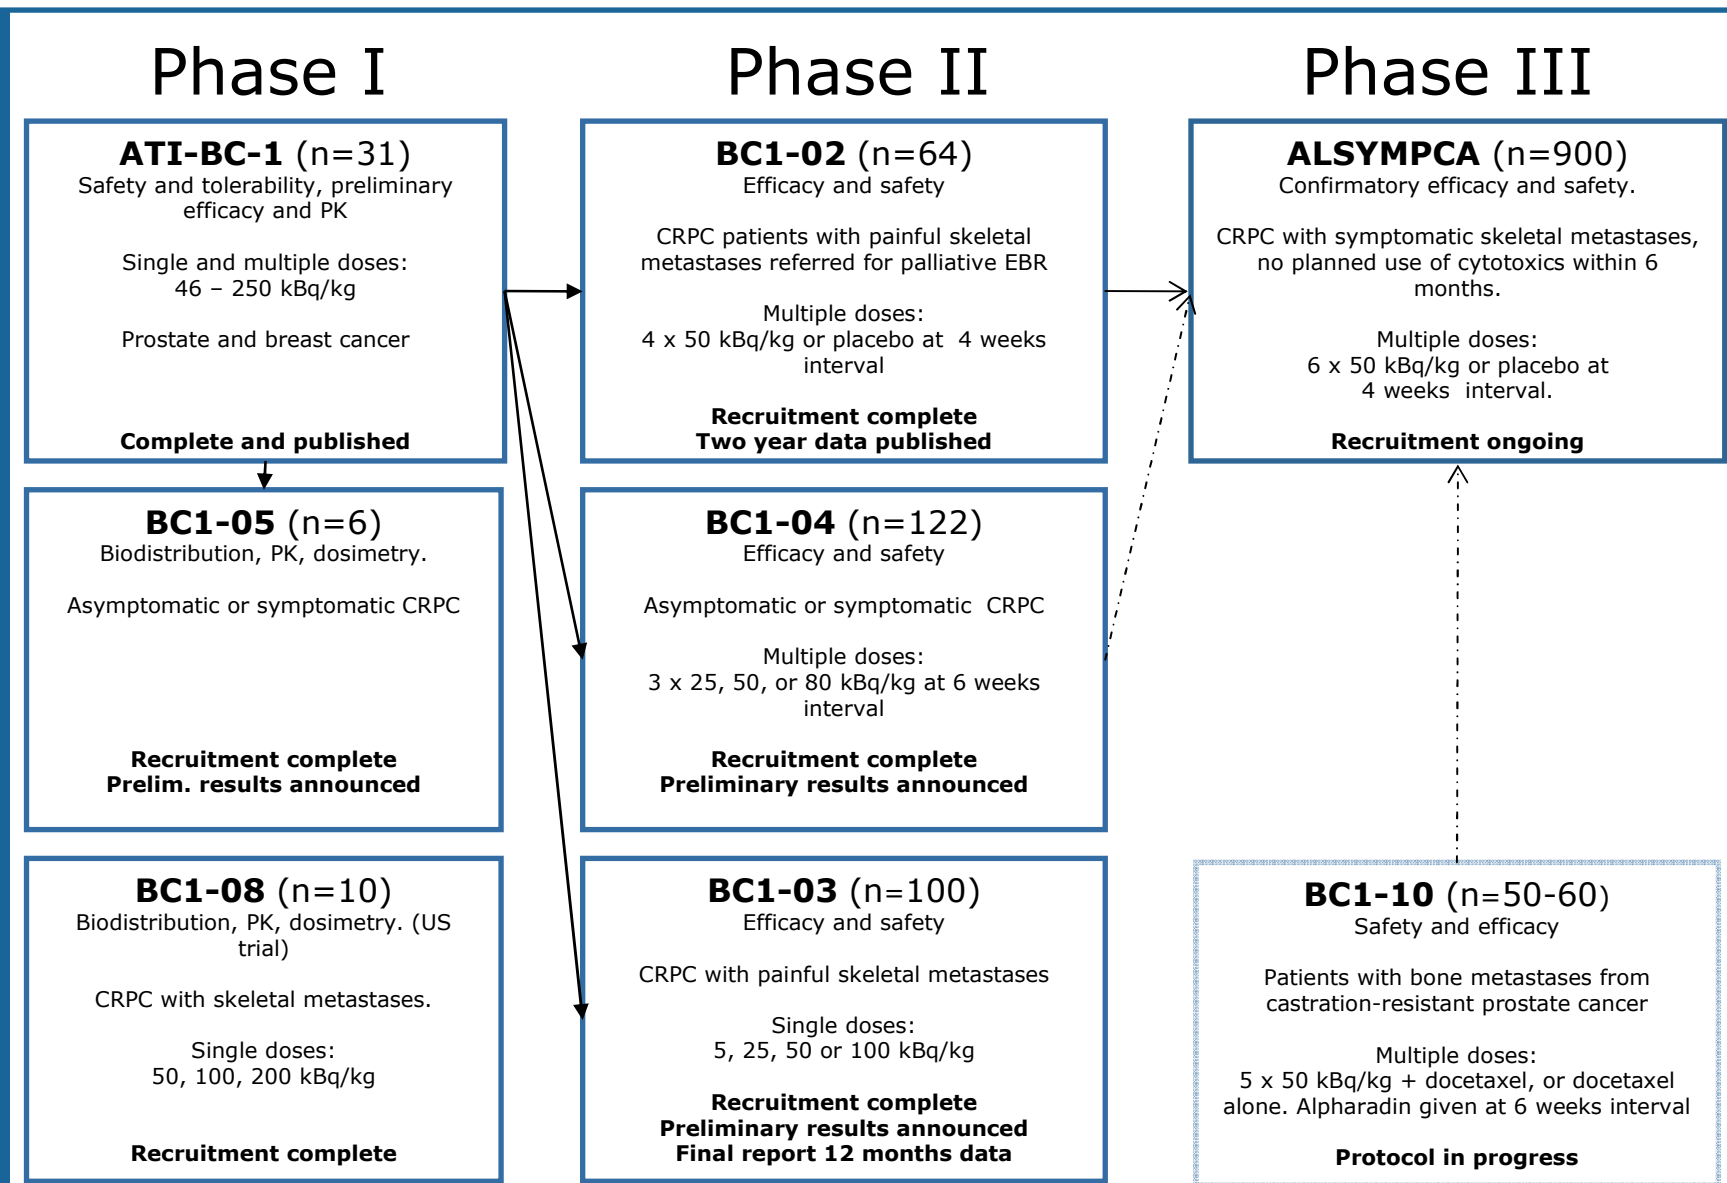 Phase I
Phase II
Phase III
ATI-BC-1 (n=31)
Safety and tolerability, preliminary
efficacy and PK
Single and multiple doses:
46 – 250 kBq/kg
Prostate and breast cancer
Complete and published
BC1-02 (n=64)
Efficacy and safety
CRPC patients with painful skeletal
metastases referred for palliative EBR
Multiple doses:
4 x 50 kBq/kg or placebo at 4 weeks
interval
Recruitment complete
Two year data published
ALSYMPCA (n=900)
Confirmatory efficacy and safety.
CRPC with symptomatic skeletal metastases,
no planned use of cytotoxics within 6
months.
Multiple doses:
6 x 50 kBq/kg or placebo at
4 weeks interval.
Recruitment ongoing
BC1-05 (n=6)
Biodistribution, PK, dosimetry.
Asymptomatic or symptomatic CRPC
Recruitment complete
Prelim. results announced
BC1-04 (n=122)
Efficacy and safety
Asymptomatic or symptomatic CRPC
Multiple doses:
3 x 25, 50, or 80 kBq/kg at 6 weeks
interval
Recruitment complete
Preliminary results announced
BC1-08 (n=10)
Biodistribution, PK, dosimetry. (US
trial)
CRPC with skeletal metastases.
Single doses:
50, 100, 200 kBq/kg
Recruitment complete
BC1-03 (n=100)
Efficacy and safety
CRPC with painful skeletal metastases
Single doses:
5, 25, 50 or 100 kBq/kg
Recruitment complete
Preliminary results announced
Final report 12 months data
BC1-10 (n=50-60)
Safety and efficacy
Patients with bone metastases from
castration-resistant prostate cancer
Multiple doses:
5 x 50 kBq/kg + docetaxel, or docetaxel
alone. Alpharadin given at 6 weeks interval
Protocol in progress